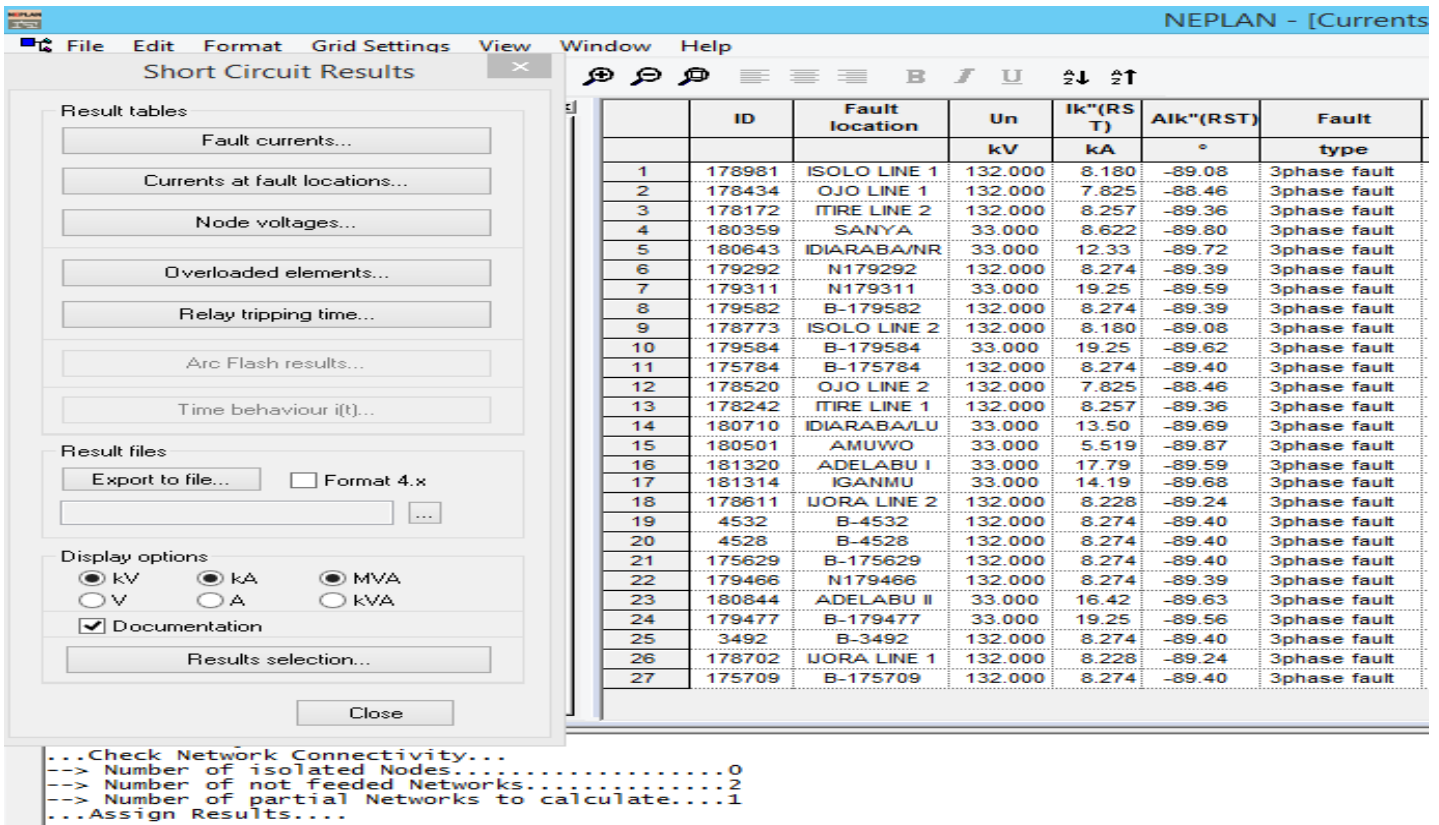 NEPLAN
NEPLAN - [Currents
File Edit Format Grid Settings View Window Help
Short Circuit Results
B I U
Result tables
Fault currents...
Currents at fault locations...
Node voltages...
Overloaded elements...
Relay tripping time...
Arc Flash results...
Time behaviour i(t)...
Result files
Export to file... Format 4.x
...
Display options
kV kA MVA
V A kVA
Documentation
Results selection...
Close
ID Fault location Un Ik"(RST) AIk"(RST) Fault
kV kA ° type
1 178981 ISOLO LINE 1 132.000 8.180 -89.08 3phase fault
2 178434 OJO LINE 1 132.000 7.825 -88.46 3phase fault
3 178172 ITIRE LINE 2 132.000 8.257 -89.36 3phase fault
4 180359 SANYA 33.000 8.622 -89.80 3phase fault
5 180643 IDIARABA/NR 33.000 12.33 -89.72 3phase fault
6 179292 N179292 132.000 8.274 -89.39 3phase fault
7 179311 N179311 33.000 19.25 -89.59 3phase fault
8 179582 B-179582 132.000 8.274 -89.39 3phase fault
9 178773 ISOLO LINE 2 132.000 8.180 -89.08 3phase fault
10 179584 B-179584 33.000 19.25 -89.62 3phase fault
11 175784 B-175784 132.000 8.274 -89.40 3phase fault
12 178520 OJO LINE 2 132.000 7.825 -88.46 3phase fault
13 178242 ITIRE LINE 1 132.000 8.257 -89.36 3phase fault
14 180710 IDIARABA/LU 33.000 13.50 -89.69 3phase fault
15 180501 AMUWO 33.000 5.519 -89.87 3phase fault
16 181320 ADELABU I 33.000 17.79 -89.59 3phase fault
17 181314 IGANMU 33.000 14.19 -89.68 3phase fault
18 178611 IJORA LINE 2 132.000 8.228 -89.24 3phase fault
19 4532 B-4532 132.000 8.274 -89.40 3phase fault
20 4528 B-4528 132.000 8.274 -89.40 3phase fault
21 175629 B-175629 132.000 8.274 -89.40 3phase fault
22 179466 N179466 132.000 8.274 -89.39 3phase fault
23 180844 ADELABU II 33.000 16.42 -89.63 3phase fault
24 179477 B-179477 33.000 19.25 -89.56 3phase fault
25 3492 B-3492 132.000 8.274 -89.40 3phase fault
26 178702 IJORA LINE 1 132.000 8.228 -89.24 3phase fault
27 175709 B-175709 132.000 8.274 -89.40 3phase fault
...Check Network Connectivity...
--> Number of isolated Nodes....................0
--> Number of not feeded Networks...............2
--> Number of partial Networks to calculate....1
...Assign Results....